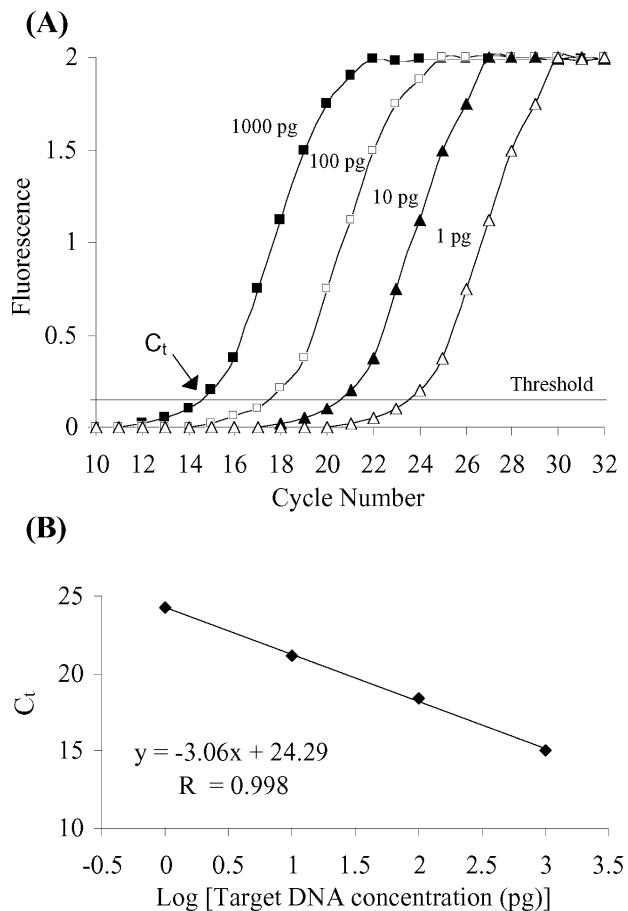 (A)
2
1.5
1
0.5
0
Fluorescence
1000 pg
100 pg
10 pg
1 pg
Ct
Threshold
10 12 14 16 18 20 22 24 26 28 30 32
Cycle Number
(B)
25
20
15
10
Ct
y = -3.06x + 24.29
R = 0.998
-0.5 0 0.5 1 1.5 2 2.5 3 3.5
Log [Target DNA concentration (pg)]